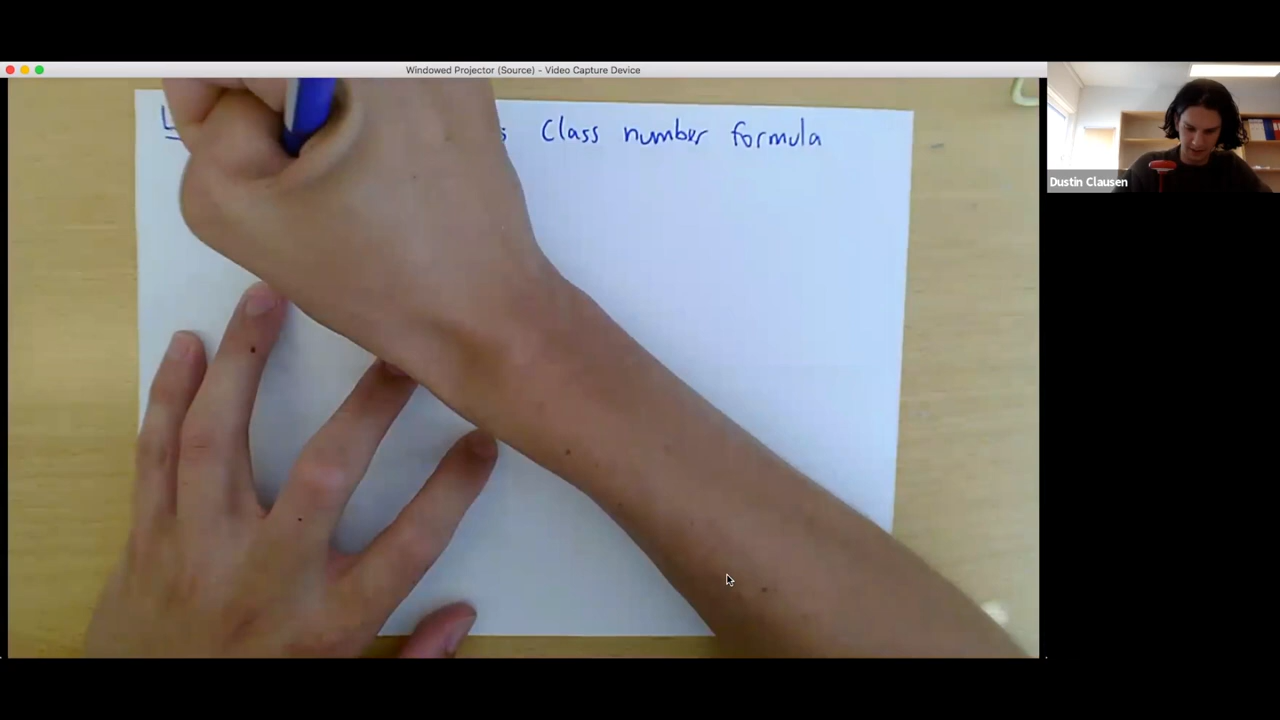 Windowed Projector (Source) - Video Capture Device
Class number formula
Dustin Clausen